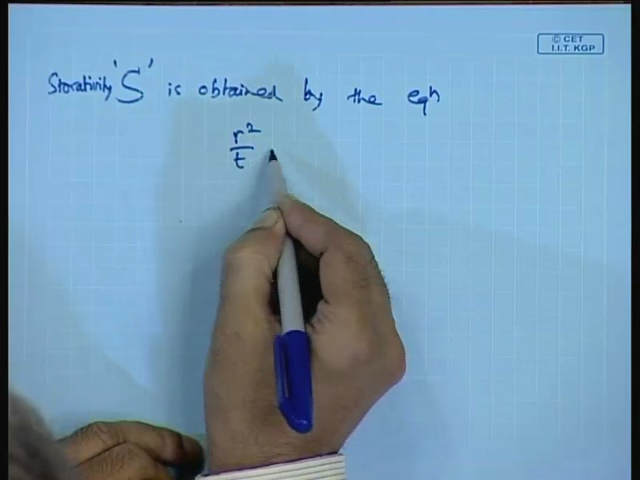 © CET
I.I.T. KGP
Storativity 'S' is obtained by the eqn
r²
t